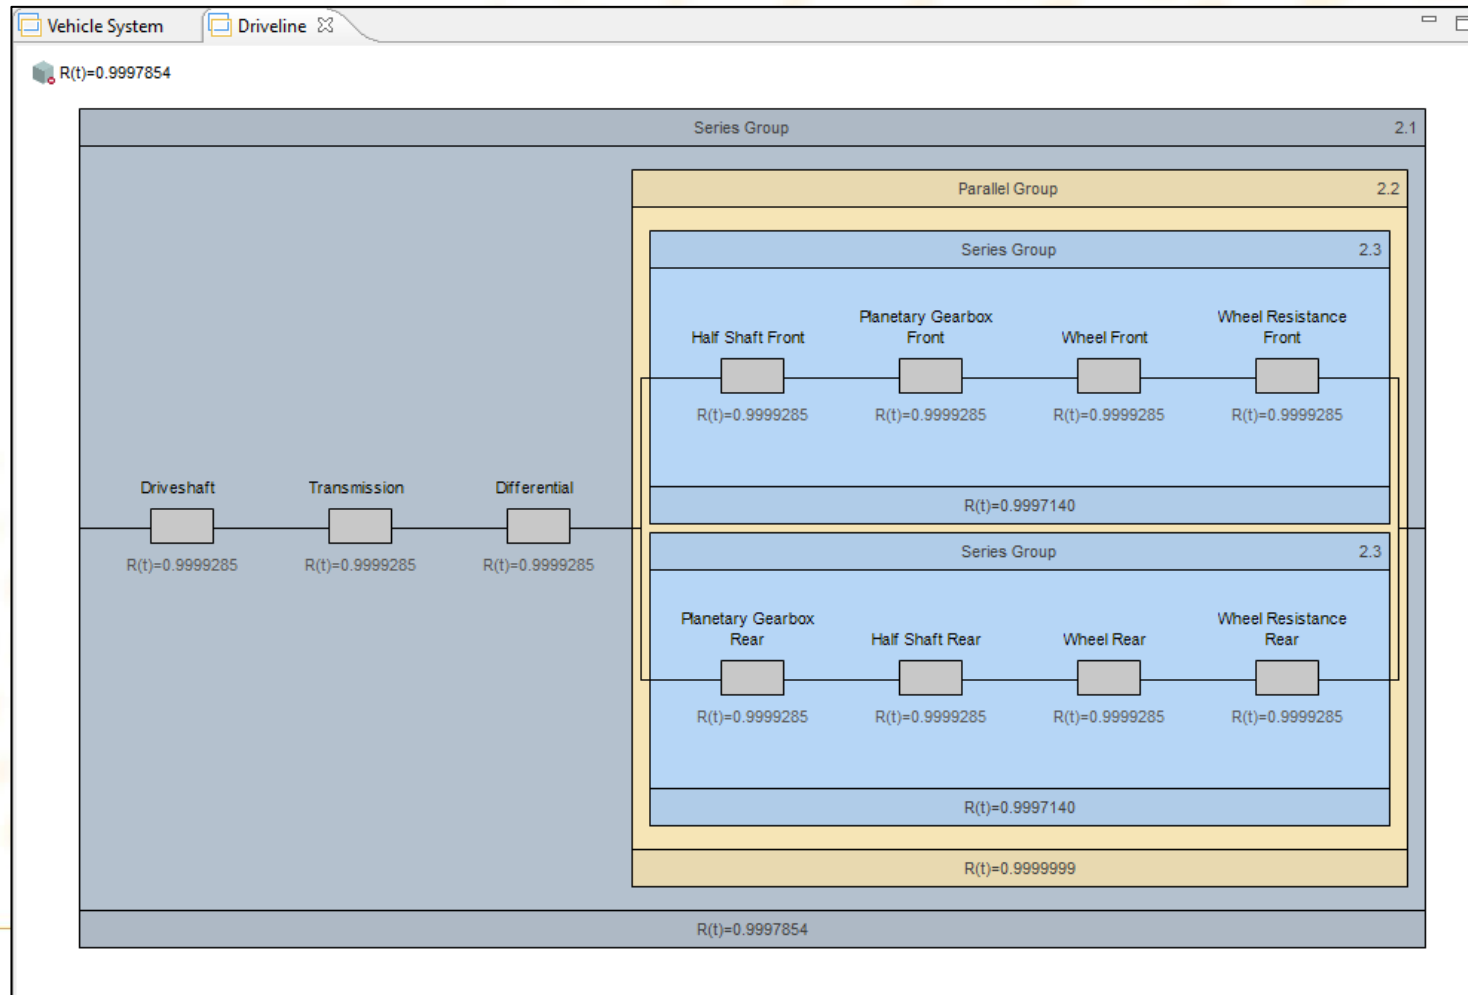 Vehicle System
Driveline
R(t)=0.9997854
Series Group 2.1
Parallel Group 2.2
Series Group 2.3
Half Shaft Front
Planetary Gearbox
Front
Wheel Front
Wheel Resistance
Front
R(t)=0.9999285
R(t)=0.9999285
R(t)=0.9999285
R(t)=0.9999285
R(t)=0.9997140
Driveshaft
Transmission
Differential
R(t)=0.9999285
R(t)=0.9999285
R(t)=0.9999285
Series Group 2.3
Planetary Gearbox
Rear
Half Shaft Rear
Wheel Rear
Wheel Resistance
Rear
R(t)=0.9999285
R(t)=0.9999285
R(t)=0.9999285
R(t)=0.9999285
R(t)=0.9997140
R(t)=0.9999999
R(t)=0.9997854